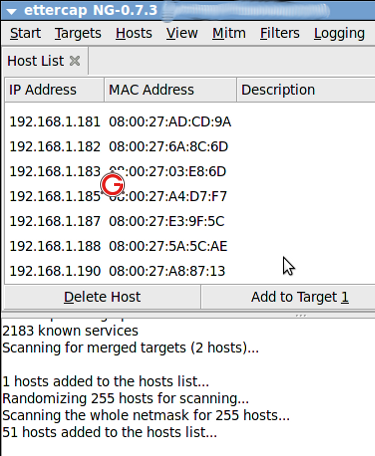 ettercap NG-0.7.3
Start Targets Hosts View Mitm Filters Logging
Host List
IP Address MAC Address Description
192.168.1.181 08:00:27:AD:CD:9A
192.168.1.182 08:00:27:6A:8C:6D
192.168.1.183 08:00:27:03:E8:6D
192.168.1.185 08:00:27:A4:D7:F7
192.168.1.187 08:00:27:E3:9F:5C
192.168.1.188 08:00:27:5A:5C:AE
192.168.1.190 08:00:27:A8:87:13
G
Delete Host Add to Target 1
2183 known services
Scanning for merged targets (2 hosts)...
1 hosts added to the hosts list...
Randomizing 255 hosts for scanning...
Scanning the whole netmask for 255 hosts...
51 hosts added to the hosts list...